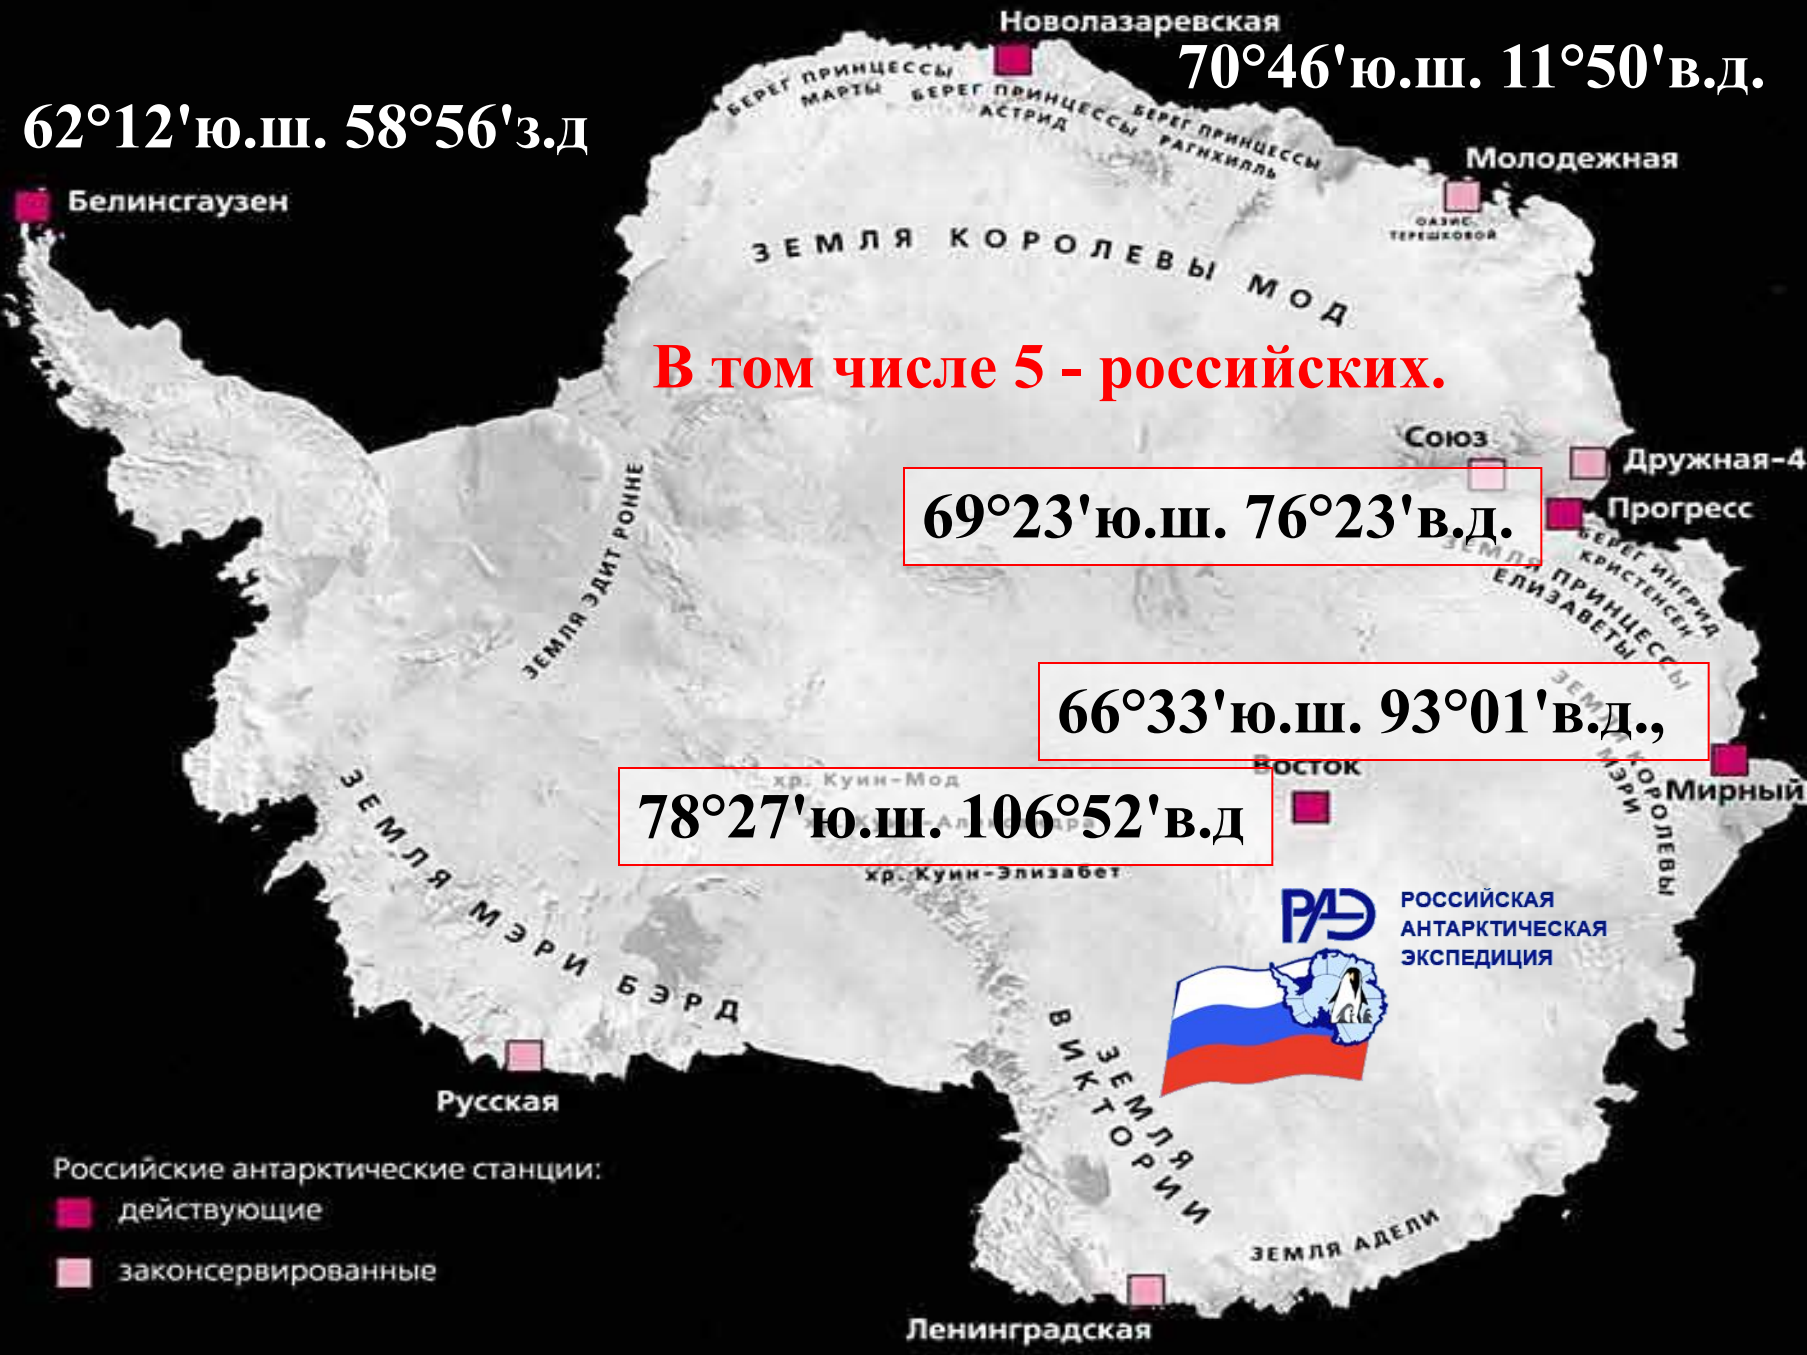 Новолазаревская
70°46'ю.ш. 11°50'в.д.
62°12'ю.ш. 58°56'з.д
Белинсгаузен
БЕРЕГ ПРИНЦЕССЫ
МАРТЫ
БЕРЕГ ПРИНЦЕССЫ
АСТРИД
БЕРЕГ ПРИНЦЕССЫ
РАГНХИЛЛЬ
Молодежная
ОАЗИС
ТЕРЕШКОВОЙ
ЗЕМЛЯ КОРОЛЕВЫ МОД
В том числе 5 - российских.
Союз
Дружная-4
69°23'ю.ш. 76°23'в.д.
Прогресс
БЕРЕГ ИНГРИД
КРИСТЕНСЕН
ЗЕМЛЯ ПРИНЦЕССЫ
ЕЛИЗАВЕТЫ
ЗЕМЛЯ ЭДИТ РОННЕ
66°33'ю.ш. 93°01'в.д.,
ЗЕМЛЯ КОРОЛЕВЫ
МЭРИ
Восток
Мирный
хр. Куин-Мод
78°27'ю.ш. 106°52'в.д
хр. Куин-Александра
хр. Куин-Элизабет
ЗЕМЛЯ МЭРИ БЭРД
РАЭ
РОССИЙСКАЯ
АНТАРКТИЧЕСКАЯ
ЭКСПЕДИЦИЯ
ЗЕМЛЯ
ВИКТОРИИ
Русская
Российские антарктические станции:
действующие
законсервированные
ЗЕМЛЯ АДЕЛИ
Ленинградская